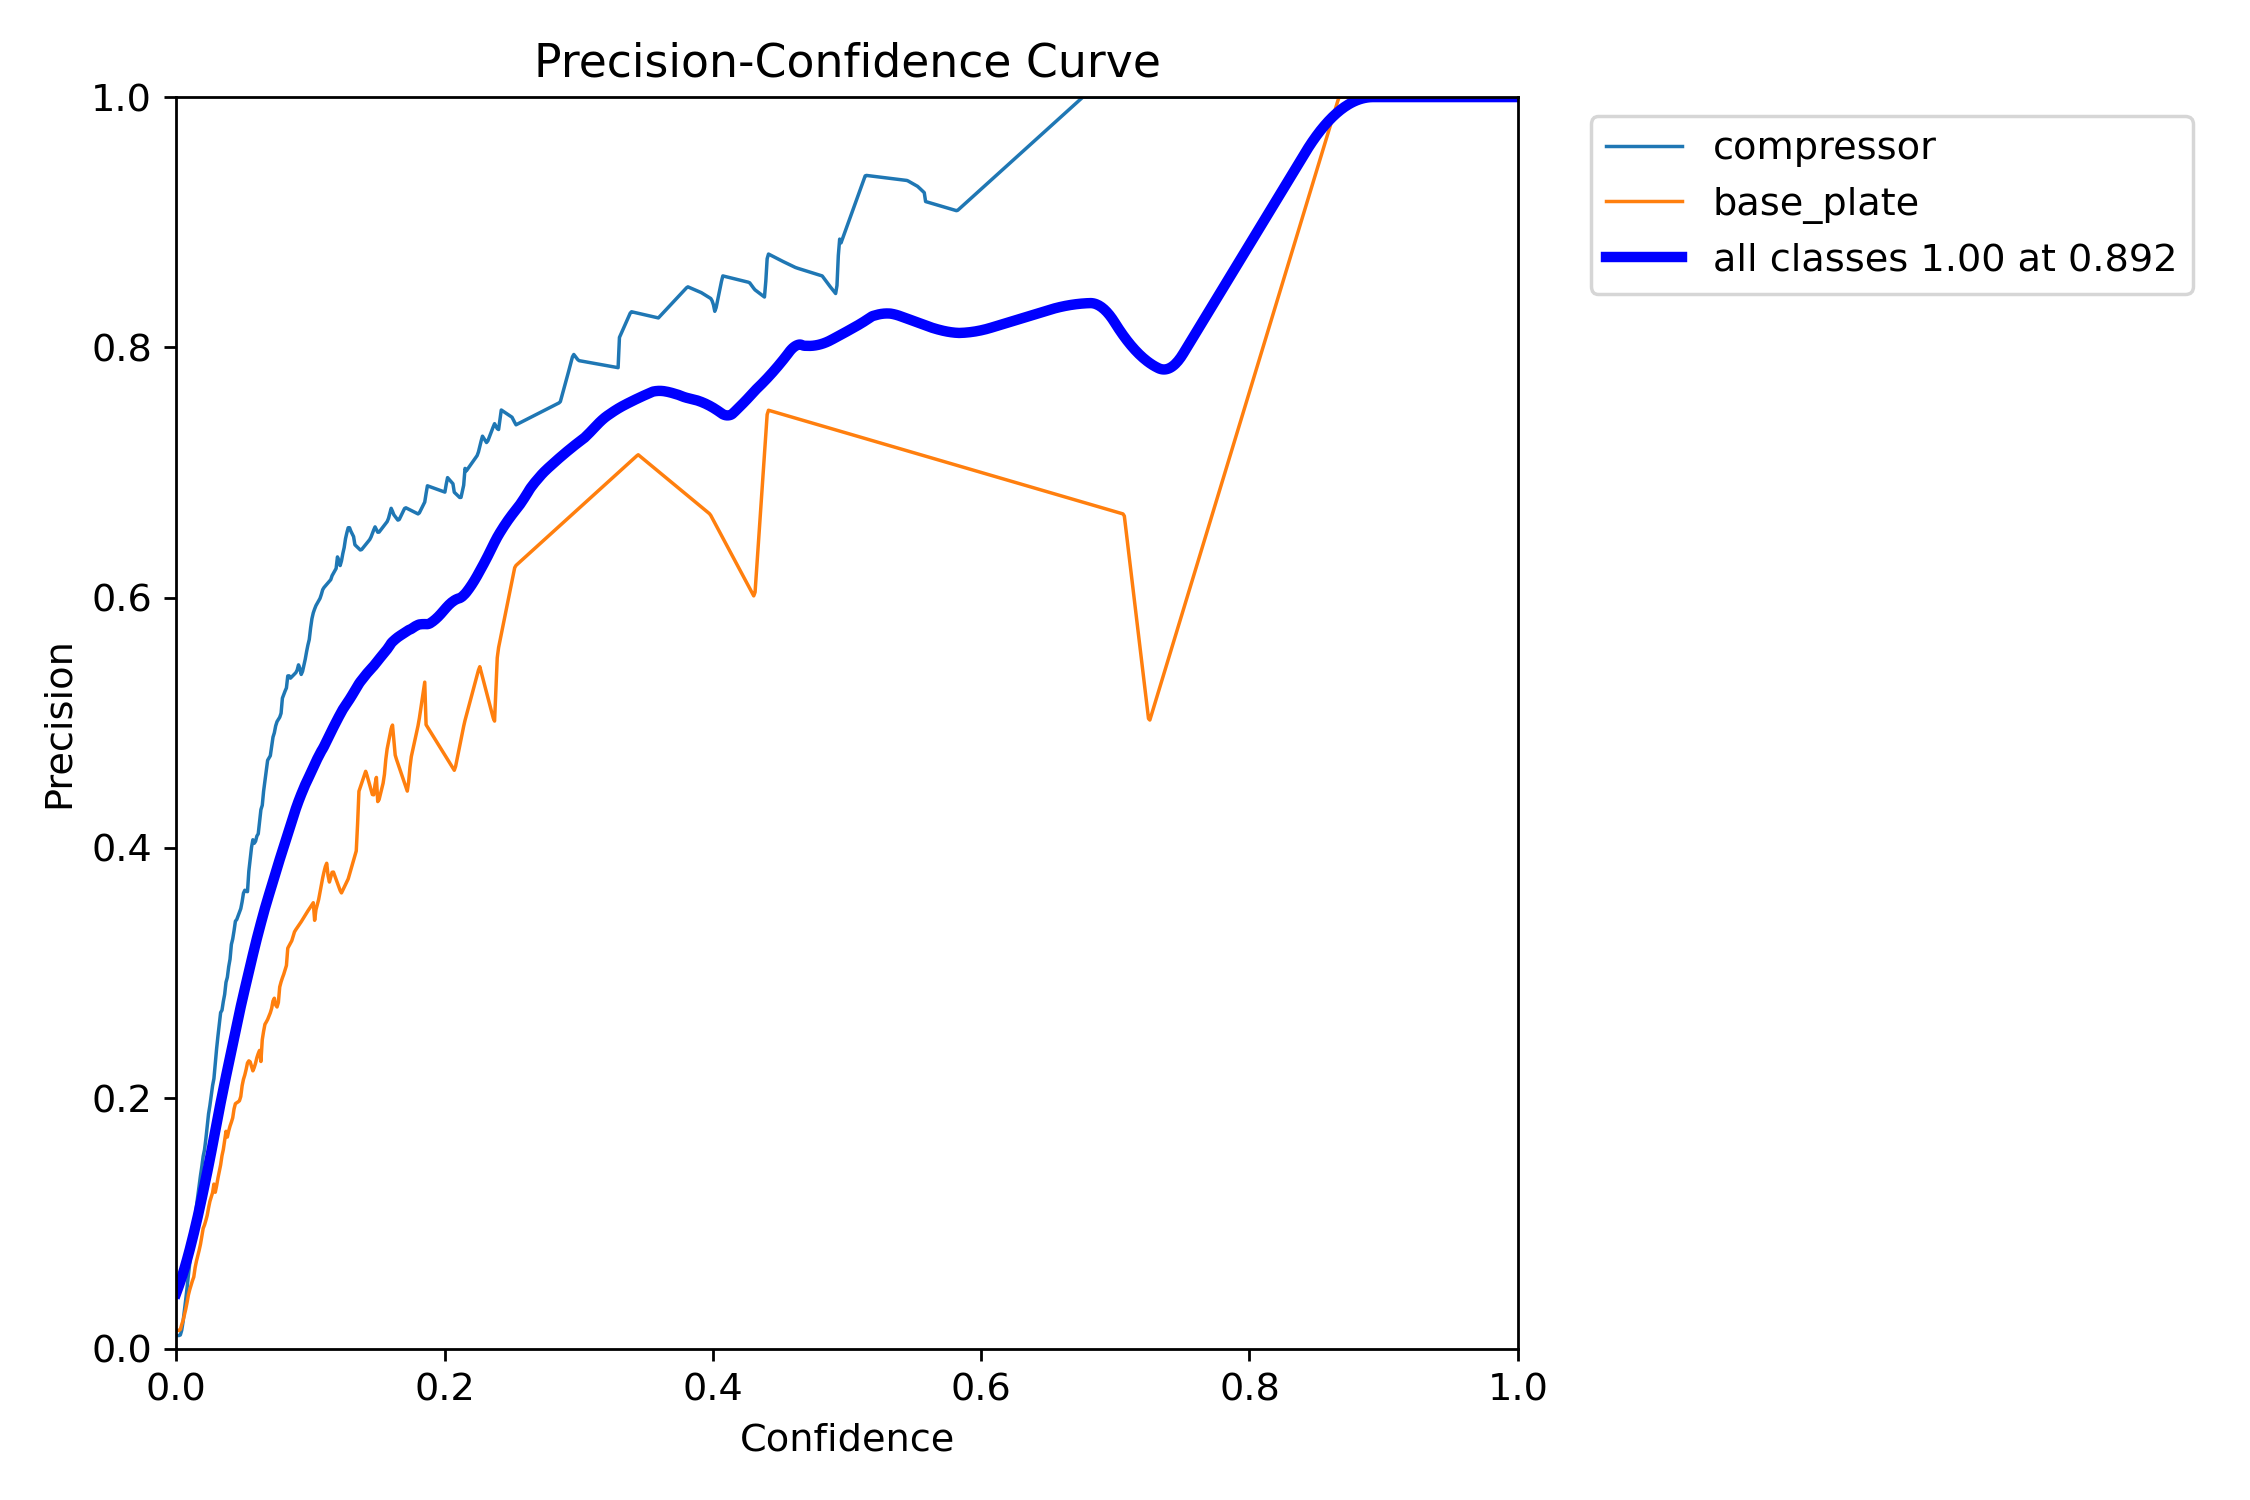 Precision-Confidence Curve
1.0
0.8
0.6
0.4
0.2
0.0
Precision
0.0 0.2 0.4 0.6 0.8 1.0
Confidence
compressor
base_plate
all classes 1.00 at 0.892